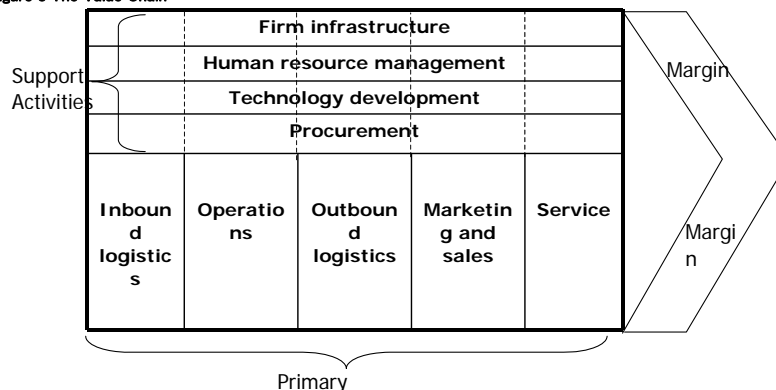 Figure 3 The Value Chain
Firm infrastructure
Human resource management
Technology development
Procurement
Support
Activities
Inboun
d
logistic
s
Operatio
ns
Outboun
d
logistics
Marketin
g and
sales
Service
Margin
Margi
n
Primary